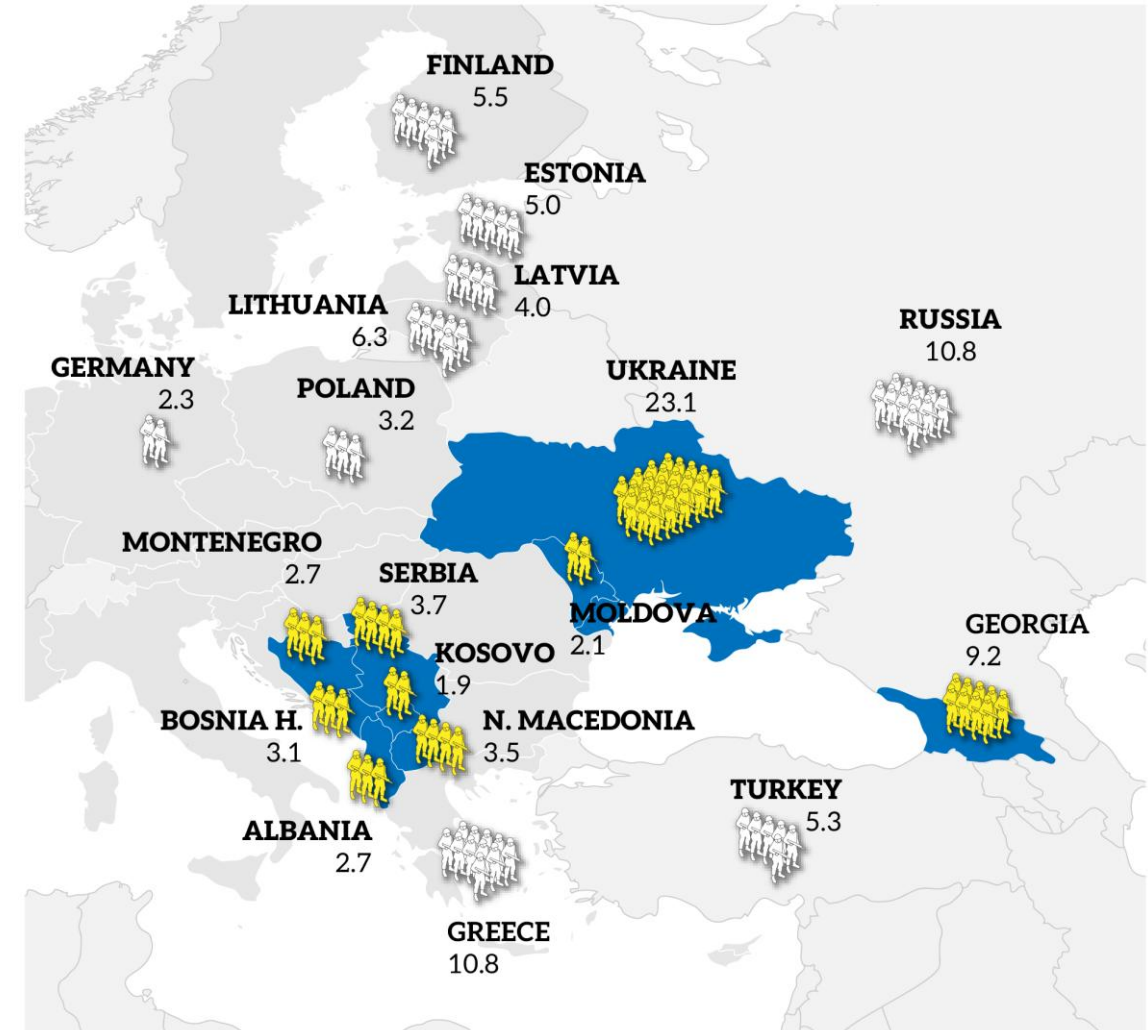 FINLAND
5.5
ESTONIA
5.0
LATVIA
4.0
LITHUANIA
6.3
RUSSIA
10.8
GERMANY
2.3
POLAND
3.2
UKRAINE
23.1
MONTENEGRO
2.7
SERBIA
3.7
MOLDOVA
2.1
GEORGIA
9.2
KOSOVO
1.9
BOSNIA H.
3.1
N. MACEDONIA
3.5
TURKEY
5.3
ALBANIA
2.7
GREECE
10.8